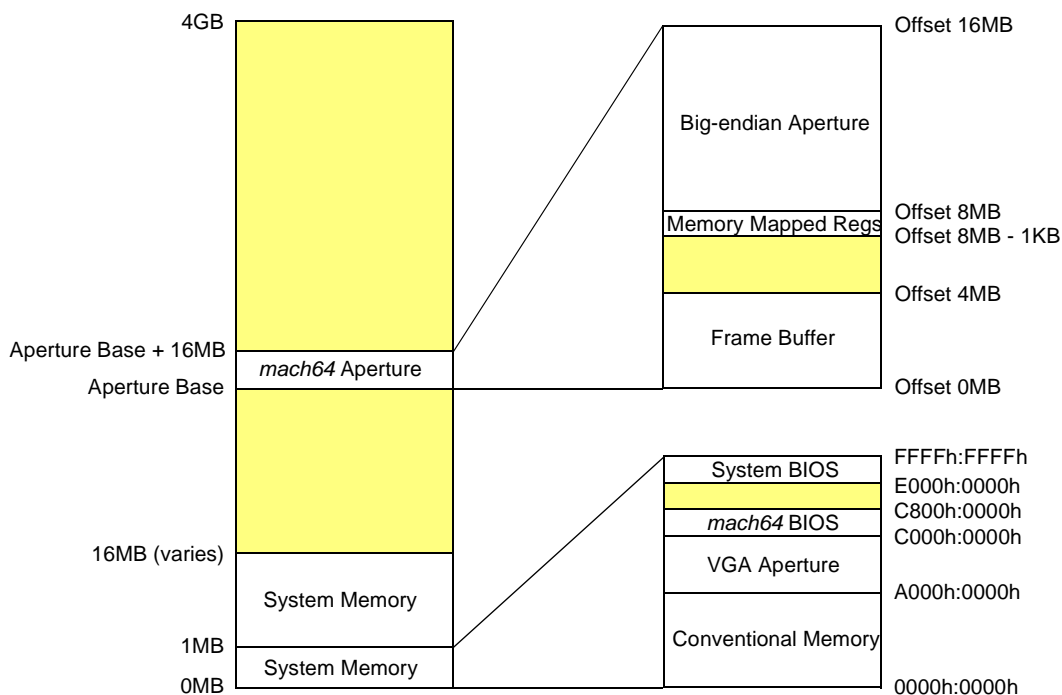 4GB
Aperture Base + 16MB
mach64 Aperture
Aperture Base
16MB (varies)
System Memory
1MB
System Memory
0MB
Offset 16MB
Big-endian Aperture
Offset 8MB
Memory Mapped Regs
Offset 8MB - 1KB
Offset 4MB
Frame Buffer
Offset 0MB
FFFFh:FFFFh
System BIOS
E000h:0000h
C800h:0000h
mach64 BIOS
C000h:0000h
VGA Aperture
A000h:0000h
Conventional Memory
0000h:0000h